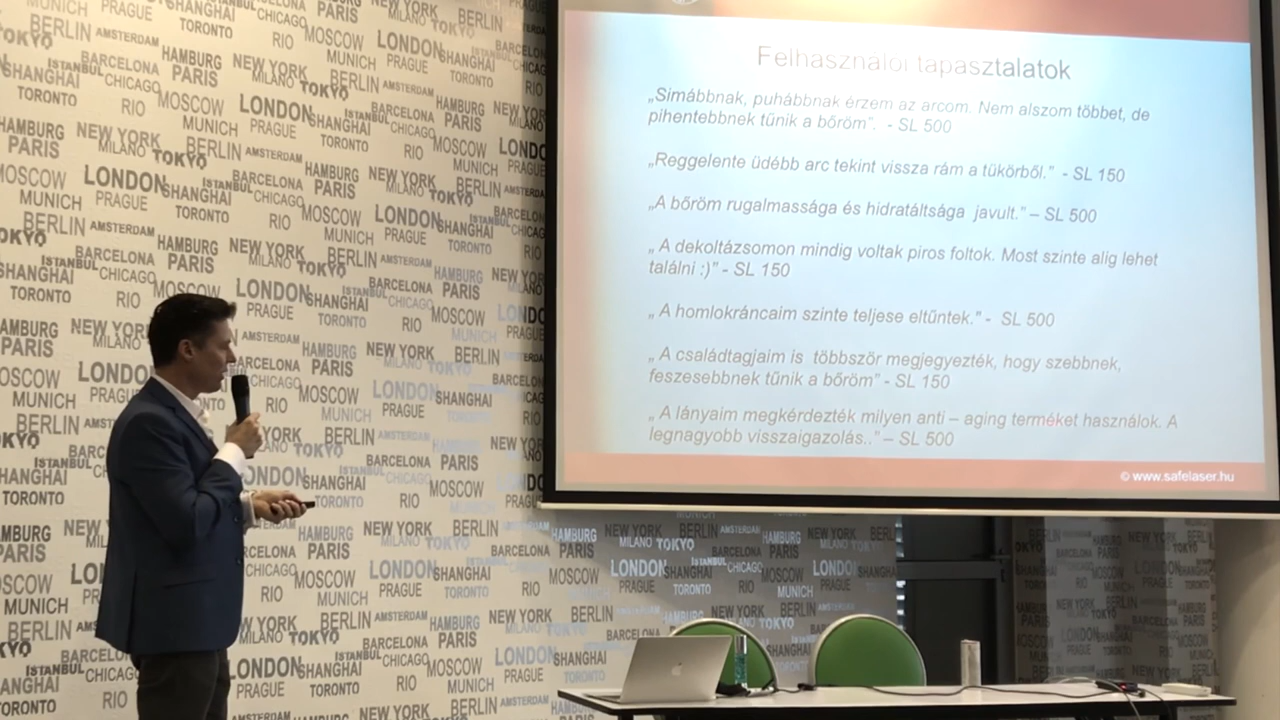 Felhasználói tapasztalatok
„Simábbnak, puhábbnak érzem az arcom. Nem alszom többet, de
pihentebbnek tűnik a bőröm”. - SL 500
„Reggelente üdébb arc tekint vissza rám a tükörből.” - SL 150
„A bőröm rugalmassága és hidratáltsága javult.” – SL 500
„ A dekoltázsomon mindig voltak piros foltok. Most szinte alig lehet
találni :)” - SL 150
„A homlokráncaim szinte teljese eltűntek.” - SL 500
„ A családtagjaim is többször megjegyezték, hogy szebbnek,
feszesebbnek tűnik a bőröm” - SL 150
„ A lányaim megkérdezték milyen anti – aging terméket használok. A
legnagyobb visszaigazolás..” – SL 500
© www.safelaser.hu
BERLIN AMSTERDAM
HAMBURG
PARIS
NEW YORK
MILANO TOKYO
LONDON
PRAGUE
SHANGHAI
TORONTO
ISTANBUL
CHICAGO
BARCELONA
RIO
MOSCOW
MUNICH